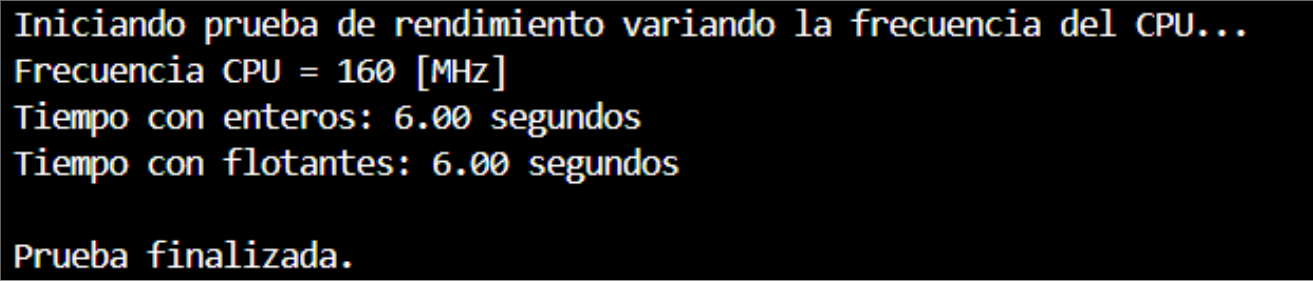 Iniciando prueba de rendimiento variando la frecuencia del CPU...
Frecuencia CPU = 160 [MHz]
Tiempo con enteros: 6.00 segundos
Tiempo con flotantes: 6.00 segundos
Prueba finalizada.